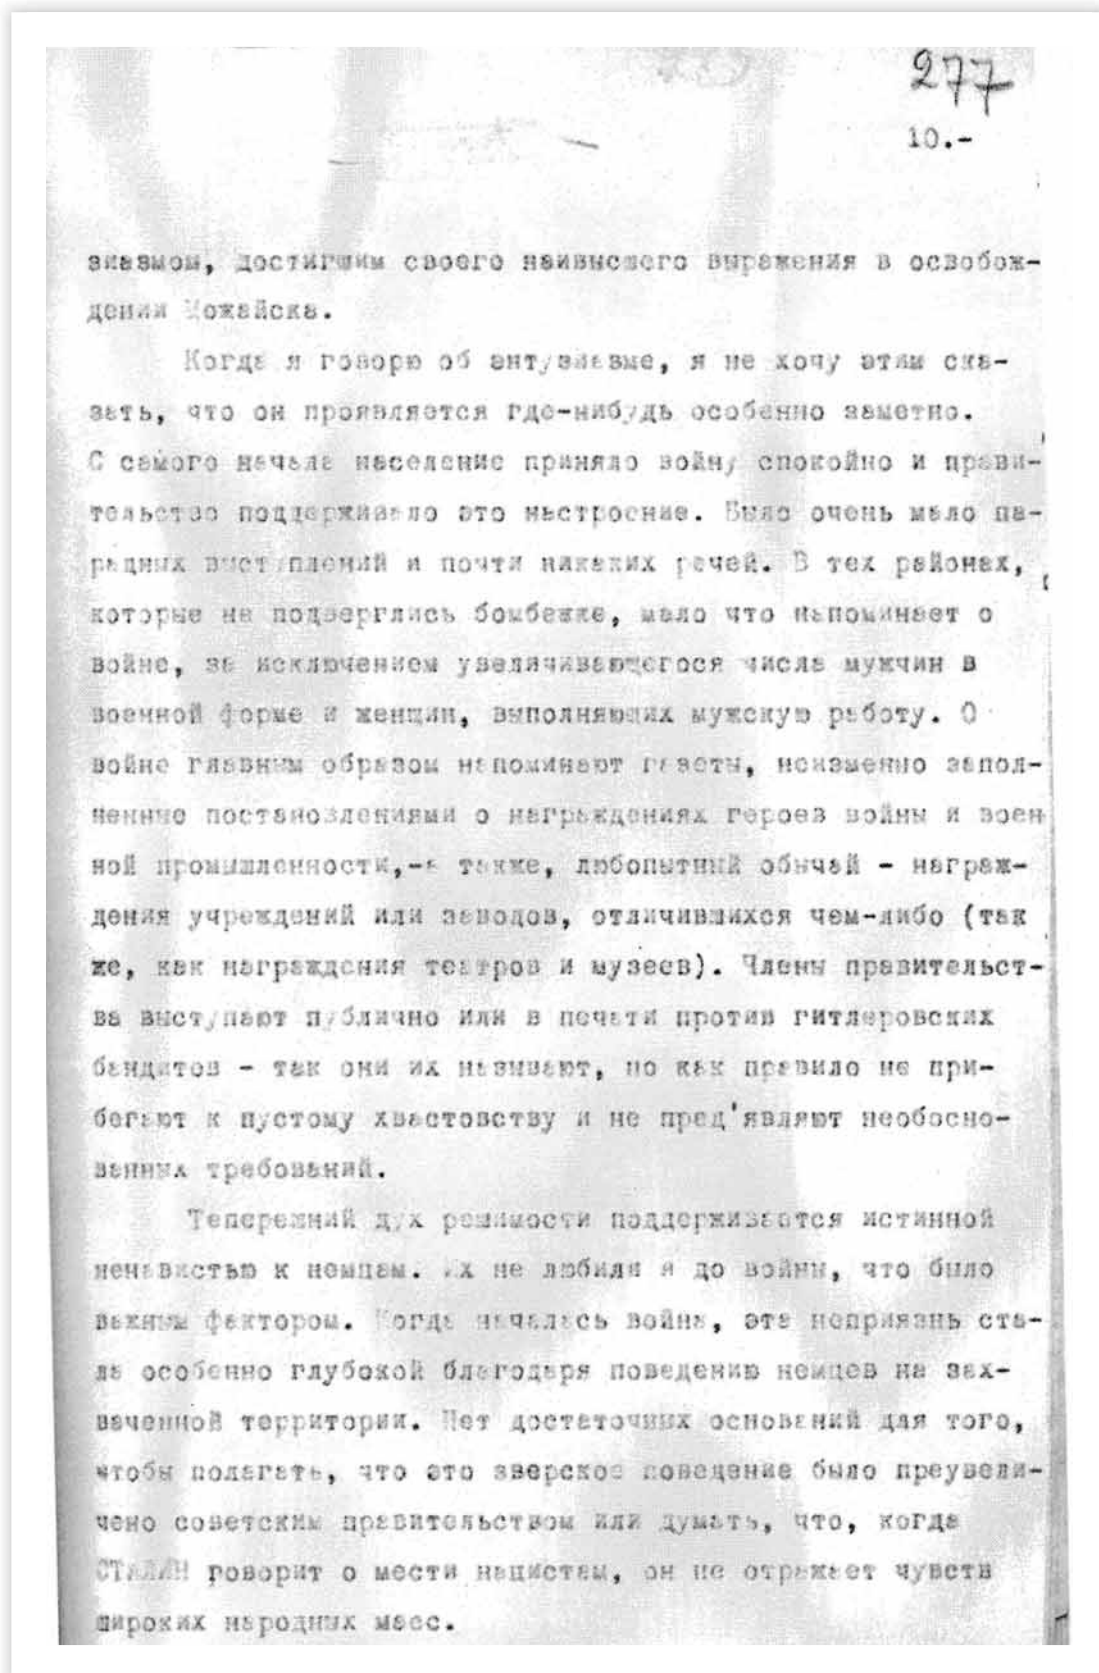 277
10.-
зиазмом, достигшим своего наивысшего выражения в освобож-
дении Можайска.
Когда я говорю об энтузиазме, я не хочу этим ска-
зать, что он проявляется где-нибудь особенно заметно.
С самого начала население приняло войну спокойно и прави-
тельство поддерживало это настроение. Было очень мало па-
радных выступлений и почти никаких речей. В тех районах,
которые не подверглись бомбежке, мало что напоминает о
войне, за исключением увеличивающегося числа мужчин в
военной форме и женщин, выполняющих мужскую работу. О
войне главным образом напоминают газеты, неизменно запол-
ненные постановлениями о награждениях героев войны и воен
ной промышленности,-а также, любопытный обычай - награж-
дения учреждений или заводов, отличившихся чем-либо (так
же, как награждения театров и музеев). Члены правительст-
ва выступают публично или в печати против гитлеровских
бандитов - так они их называют, но как правило не при-
бегают к пустому хвастовству и не пред'являют необосно-
ванных требований.
Теперешний дух решимости поддерживается истинной
ненавистью к немцам. Их не любили и до войны, что было
важным фактором. Когда началась война, эта неприязнь ста-
ла особенно глубокой благодаря поведению немцев на зах-
ваченной территории. Нет достаточных оснований для того,
чтобы полагать, что это зверское поведение было преувели-
чено советским правительством или думать, что, когда
СТАЛИН говорит о мести нацистам, он не отражает чувств
широких народных масс.